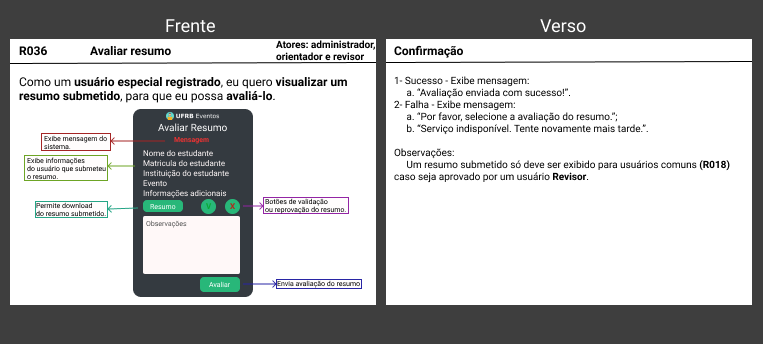 Frente
R036 Avaliar resumo Atores: administrador,
orientador e revisor
Como um usuário especial registrado, eu quero visualizar um
resumo submetido, para que eu possa avaliá-lo.
UFRB Eventos
Avaliar Resumo
Mensagem
Exibe mensagem do
sistema.
Nome do estudante
Matricula do estudante
Instituição do estudante
Evento
Informações adicionais
Exibe informações
do usuário que submeteu
o resumo.
Resumo V X
Permite download
do resumo submetido.
Botões de validação
ou reprovação do resumo.
Observações
Avaliar
Envia avaliação do resumo
Verso
Confirmação
1- Sucesso - Exibe mensagem:
a. “Avaliação enviada com sucesso!”.
2- Falha - Exibe mensagem:
a. “Por favor, selecione a avaliação do resumo.”;
b. “Serviço indisponível. Tente novamente mais tarde.”.
Observações:
Um resumo submetido só deve ser exibido para usuários comuns (R018)
caso seja aprovado por um usuário Revisor.